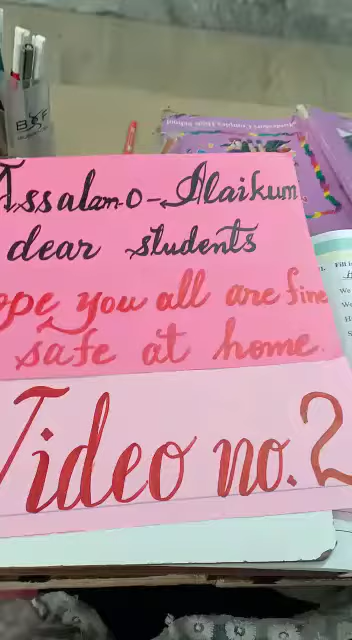 Assalam-o-Alaikum
dear students
ope you all are fine
safe at home.
Video no. 2